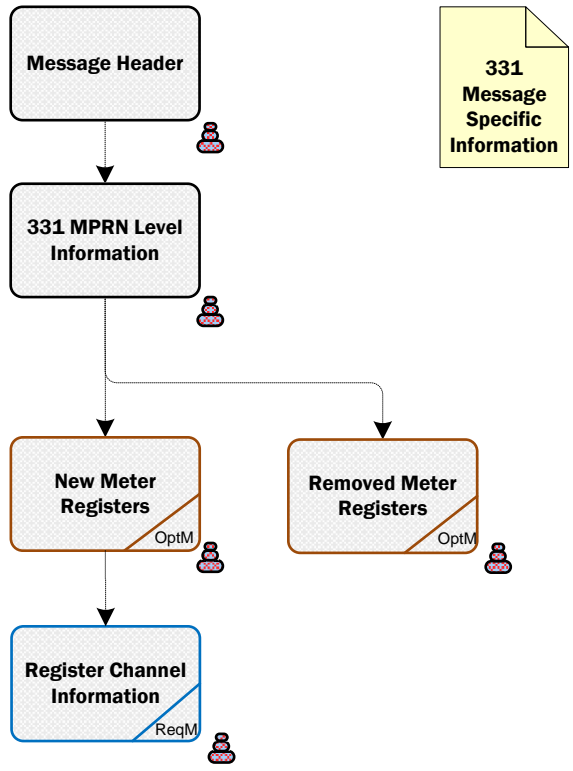 Message Header
331
Message
Specific
Information
331 MPRN Level
Information
New Meter
Registers
OptM
Removed Meter
Registers
OptM
Register Channel
Information
ReqM